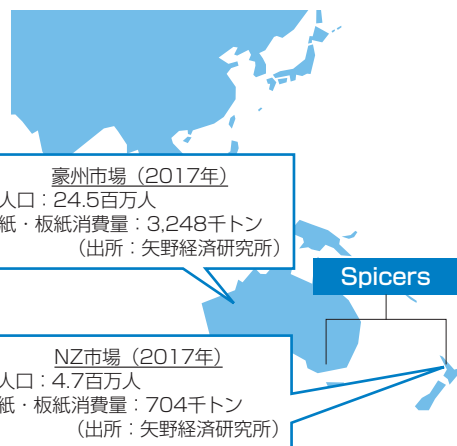 豪州市場（2017年）
人口：24.5百万人
紙・板紙消費量：3,248千トン
（出所：矢野経済研究所）
Spicers
NZ市場（2017年）
人口：4.7百万人
紙・板紙消費量：704千トン
（出所：矢野経済研究所）